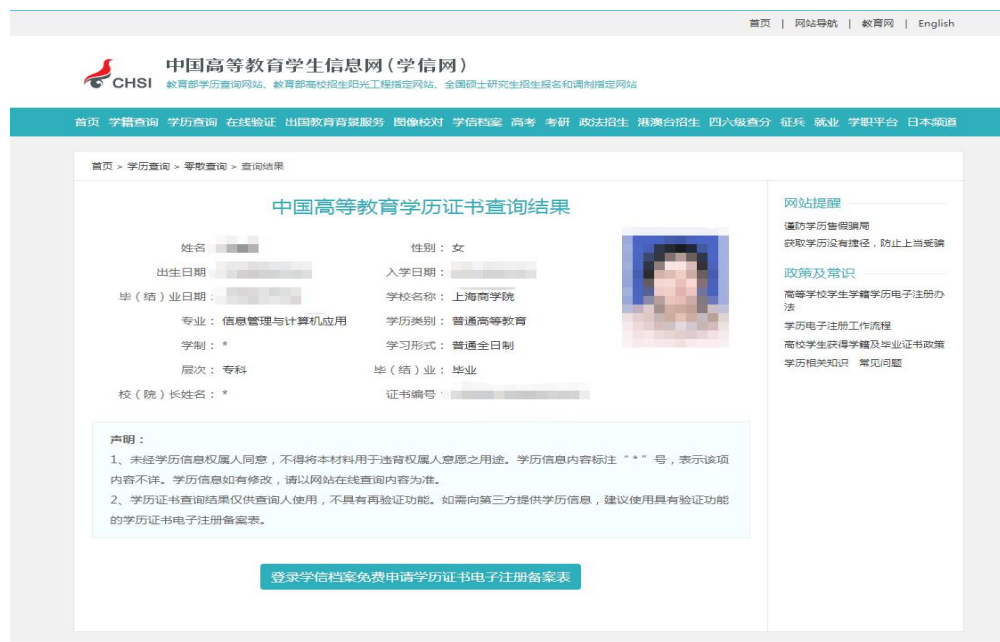 首页 | 网站导航 | 教育网 | English
CHSI
中国高等教育学生信息网(学信网)
教育部学历查询网站、教育部高校招生阳光工程指定网站、全国硕士研究生招生报名和调剂指定网站
首页 学籍查询 学历查询 在线验证 出国教育背景服务 图像校对 学信档案 高考 考研 政法招生 港澳台招生 四六级查分 征兵 就业 学职平台 日本频道
首页 > 学历查询 > 零散查询 > 查询结果
中国高等教育学历证书查询结果
姓名
性别： 女
出生日期
入学日期：
毕（结）业日期：
学校名称： 上海商学院
专业： 信息管理与计算机应用
学历类别： 普通高等教育
学制： *
学习形式： 普通全日制
层次： 专科
毕（结）业： 毕业
校（院）长姓名： *
证书编号
声明：
1、未经学历信息权属人同意，不得将本材料用于违背权属人意愿之用途。学历信息内容标注“*”号，表示该项
内容不详。学历信息如有修改，请以网站在线查询内容为准。
2、学历证书查询结果仅供查询人使用，不具有再验证功能。如需向第三方提供学历信息，建议使用具有验证功能
的学历证书电子注册备案表。
登录学信档案免费申请学历证书电子注册备案表
网站提醒
谨防学历售假骗局
获取学历没有捷径，防止上当受骗
政策及常识
高等学校学生学籍学历电子注册办
法
学历电子注册工作流程
高校学生获得学籍及毕业证书政策
学历相关知识 常见问题